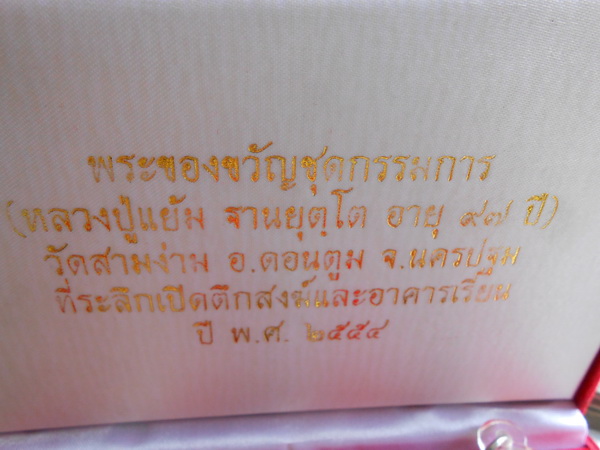 พระของขวัญชุดกรรมการ
(หลวงปู่แย้ม ฐานยุตฺโต อายุ ๙๗ ปี)
วัดสามง่าม อ.ดอนตูม จ.นครปฐม
ที่ระลึกเปิดตึกสงฆ์และอาคารเรียน
ปี พ.ศ. ๒๕๕๔